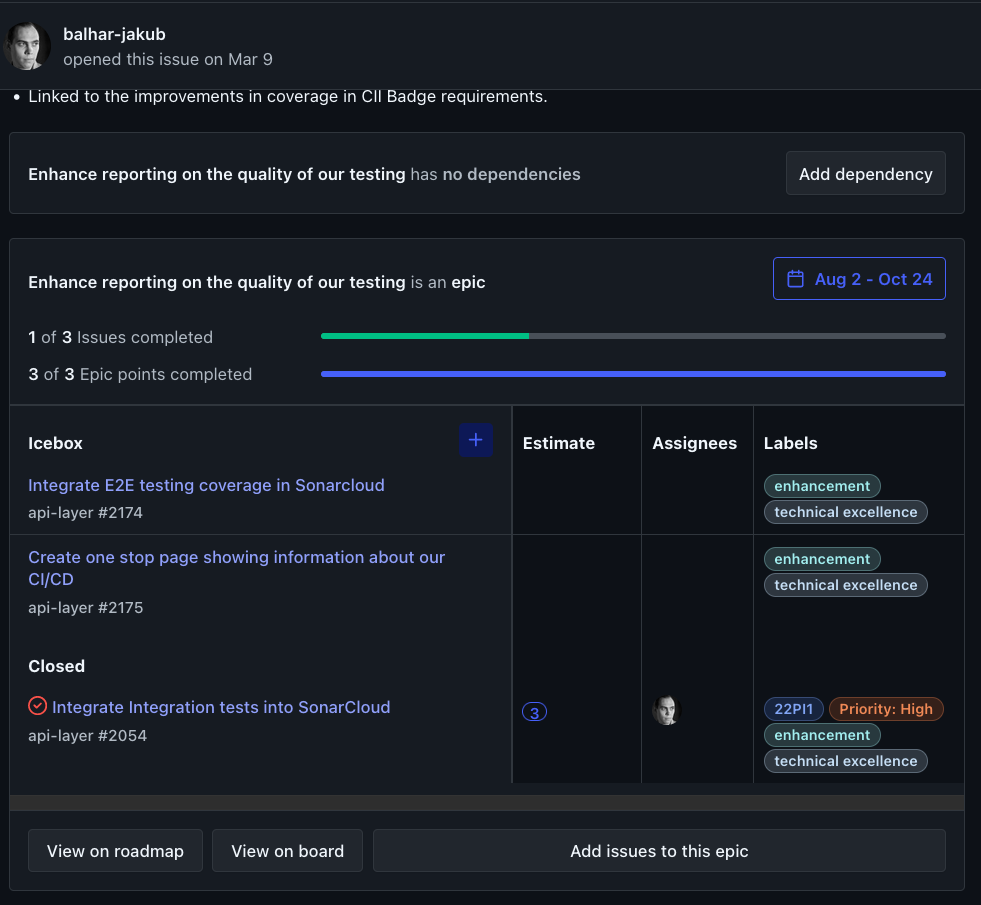 balhar-jakub
opened this issue on Mar 9
• Linked to the improvements in coverage in CII Badge requirements.
Enhance reporting on the quality of our testing has no dependencies
Add dependency
Enhance reporting on the quality of our testing is an epic
Aug 2 - Oct 24
1 of 3 Issues completed
3 of 3 Epic points completed
Icebox
+
Estimate
Assignees
Labels
Integrate E2E testing coverage in Sonarcloud
api-layer #2174
enhancement
technical excellence
Create one stop page showing information about our
CI/CD
api-layer #2175
enhancement
technical excellence
Closed
Integrate Integration tests into SonarCloud
api-layer #2054
3
22PI1
Priority: High
enhancement
technical excellence
View on roadmap
View on board
Add issues to this epic